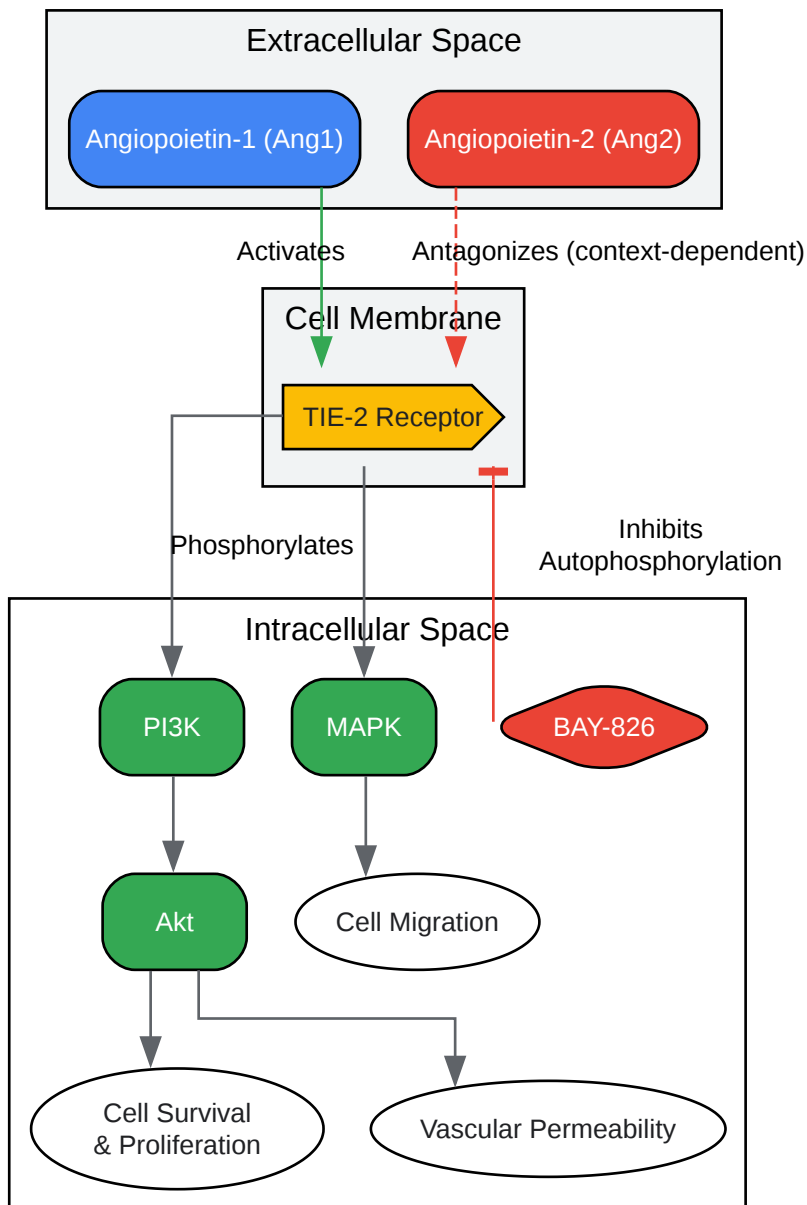 Extracellular Space
Angiopoietin-1 (Ang1)
Angiopoietin-2 (Ang2)
Activates
Antagonizes (context-dependent)
Cell Membrane
TIE-2 Receptor
Phosphorylates
Inhibits
Autophosphorylation
Intracellular Space
PI3K
MAPK
BAY-826
Akt
Cell Migration
Cell Survival
& Proliferation
Vascular Permeability